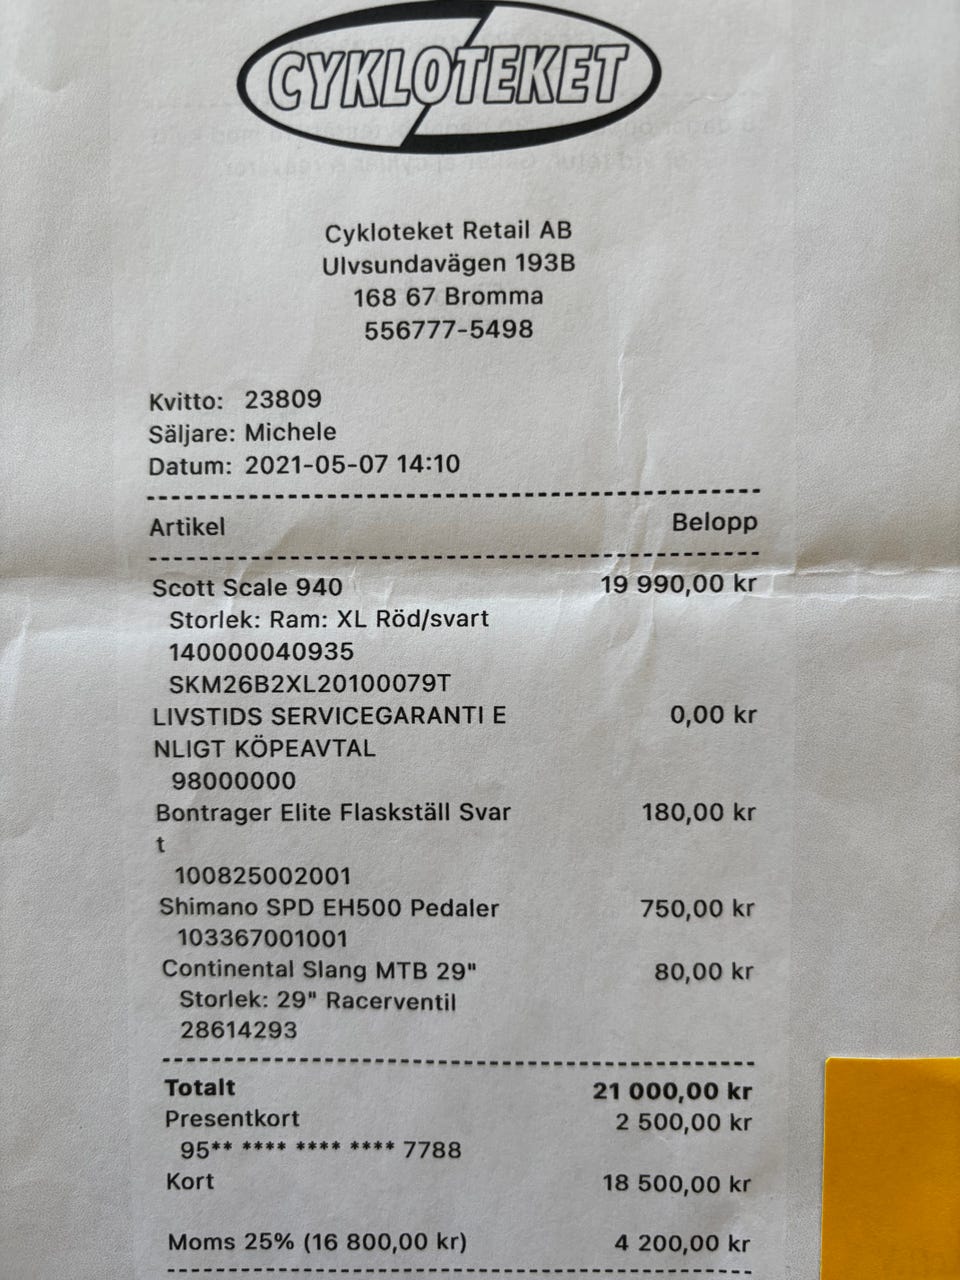 CYKLOTEKET
Cykloteket Retail AB
Ulvsundavägen 193B
168 67 Bromma
556777-5498
Kvitto: 23809
Säljare: Michele
Datum: 2021-05-07 14:10
Artikel Belopp
Scott Scale 940 19 990,00 kr
Storlek: Ram: XL Röd/svart
140000040935
SKM26B2XL20100079T
LIVSTIDS SERVICEGARANTI E 0,00 kr
NLIGT KÖPEAVTAL
98000000
Bontrager Elite Flaskställ Svar 180,00 kr
t
100825002001
Shimano SPD EH500 Pedaler 750,00 kr
103367001001
Continental Slang MTB 29" 80,00 kr
Storlek: 29" Racerventil
28614293
Totalt 21 000,00 kr
Presentkort 2 500,00 kr
95** **** **** **** 7788
Kort 18 500,00 kr
Moms 25% (16 800,00 kr) 4 200,00 kr